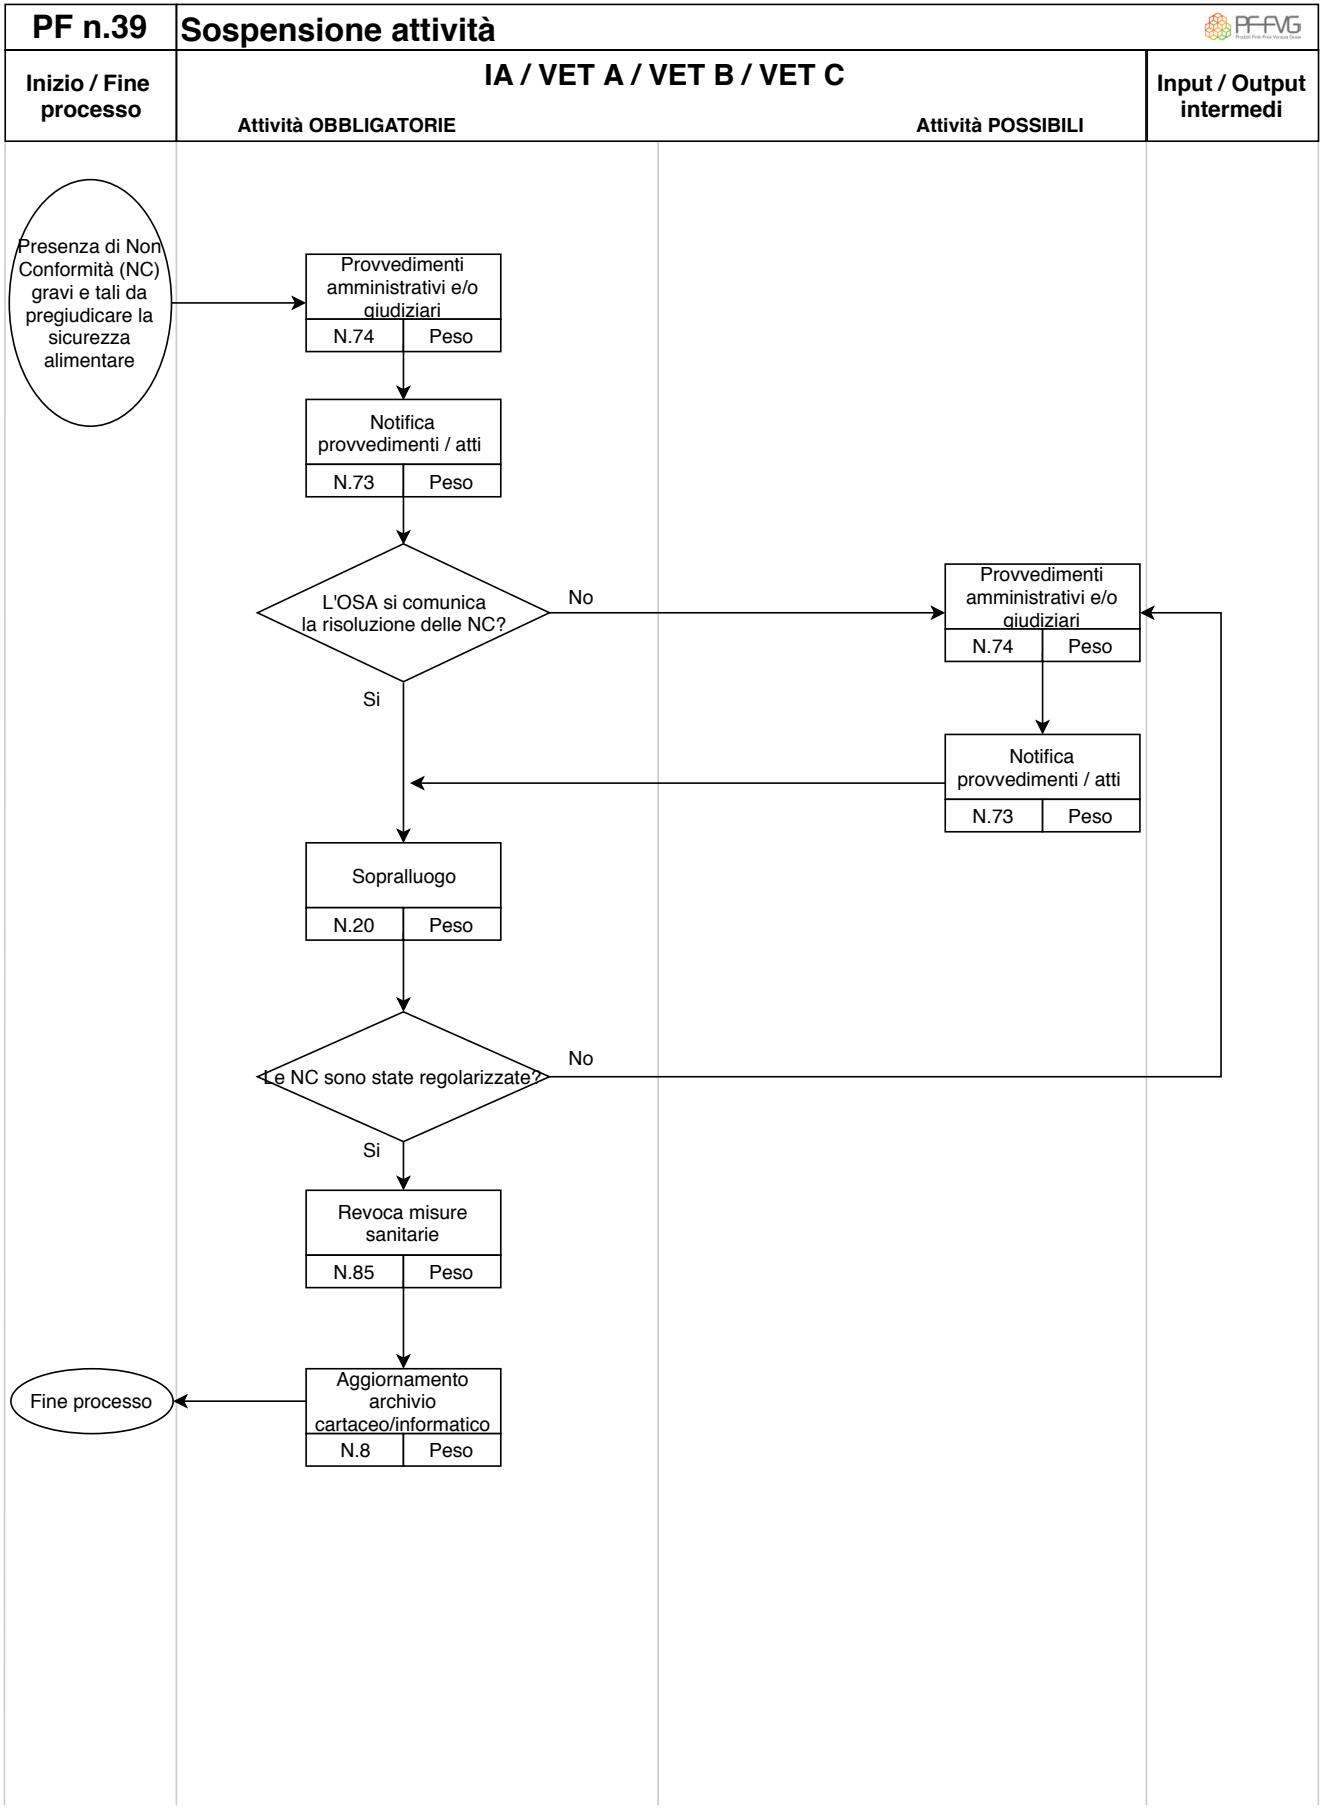 PF n.39
Sospensione attività
PF-FVG
Inizio / Fine
processo
IA / VET A / VET B / VET C
Attività OBBLIGATORIE
Attività POSSIBILI
Input / Output
intermedi
Presenza di Non
Conformità (NC)
gravi e tali da
pregiudicare la
sicurezza
alimentare
Provvedimenti
amministrativi e/o
giudiziari
N.74
Peso
Notifica
provvedimenti / atti
N.73
Peso
L'OSA si comunica
la risoluzione delle NC?
No
Si
Provvedimenti
amministrativi e/o
giudiziari
N.74
Peso
Notifica
provvedimenti / atti
N.73
Peso
Sopralluogo
N.20
Peso
Le NC sono state regolarizzate?
No
Si
Revoca misure
sanitarie
N.85
Peso
Aggiornamento
archivio
cartaceo/informatico
N.8
Peso
Fine processo